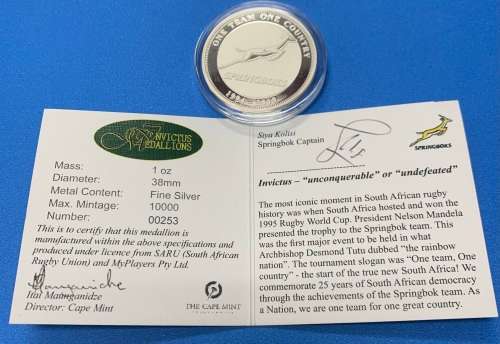 ONE TEAM ONE COUNTRY
SPRINGBOKS
INVICTUS
MEDALLIONS
Mass: 1 oz
Diameter: 38mm
Metal Content: Fine Silver
Max. Mintage: 10000
Number: 00253
This is to certify that this medallion is
manufactured within the above specifications and
produced under licence from SARU (South African
Rugby Union) and MyPlayers Pty Ltd.
Director: Cape Mint
THE CAPE MINT
Siya Kolisi
Springbok Captain
SPRINGBOKS
Invictus – “unconquerable” or “undefeated”
The most iconic moment in South African rugby
history was when South Africa hosted and won the
1995 Rugby World Cup. President Nelson Mandela
presented the trophy to the Springbok team. This
was the first major event to be held in what
Archbishop Desmond Tutu dubbed “the rainbow
nation”. The tournament slogan was “One team, One
country” - the start of the true new South Africa! We
commemorate 25 years of South African democracy
through the achievements of the Springbok team. As
a Nation, we are one team for one great country.